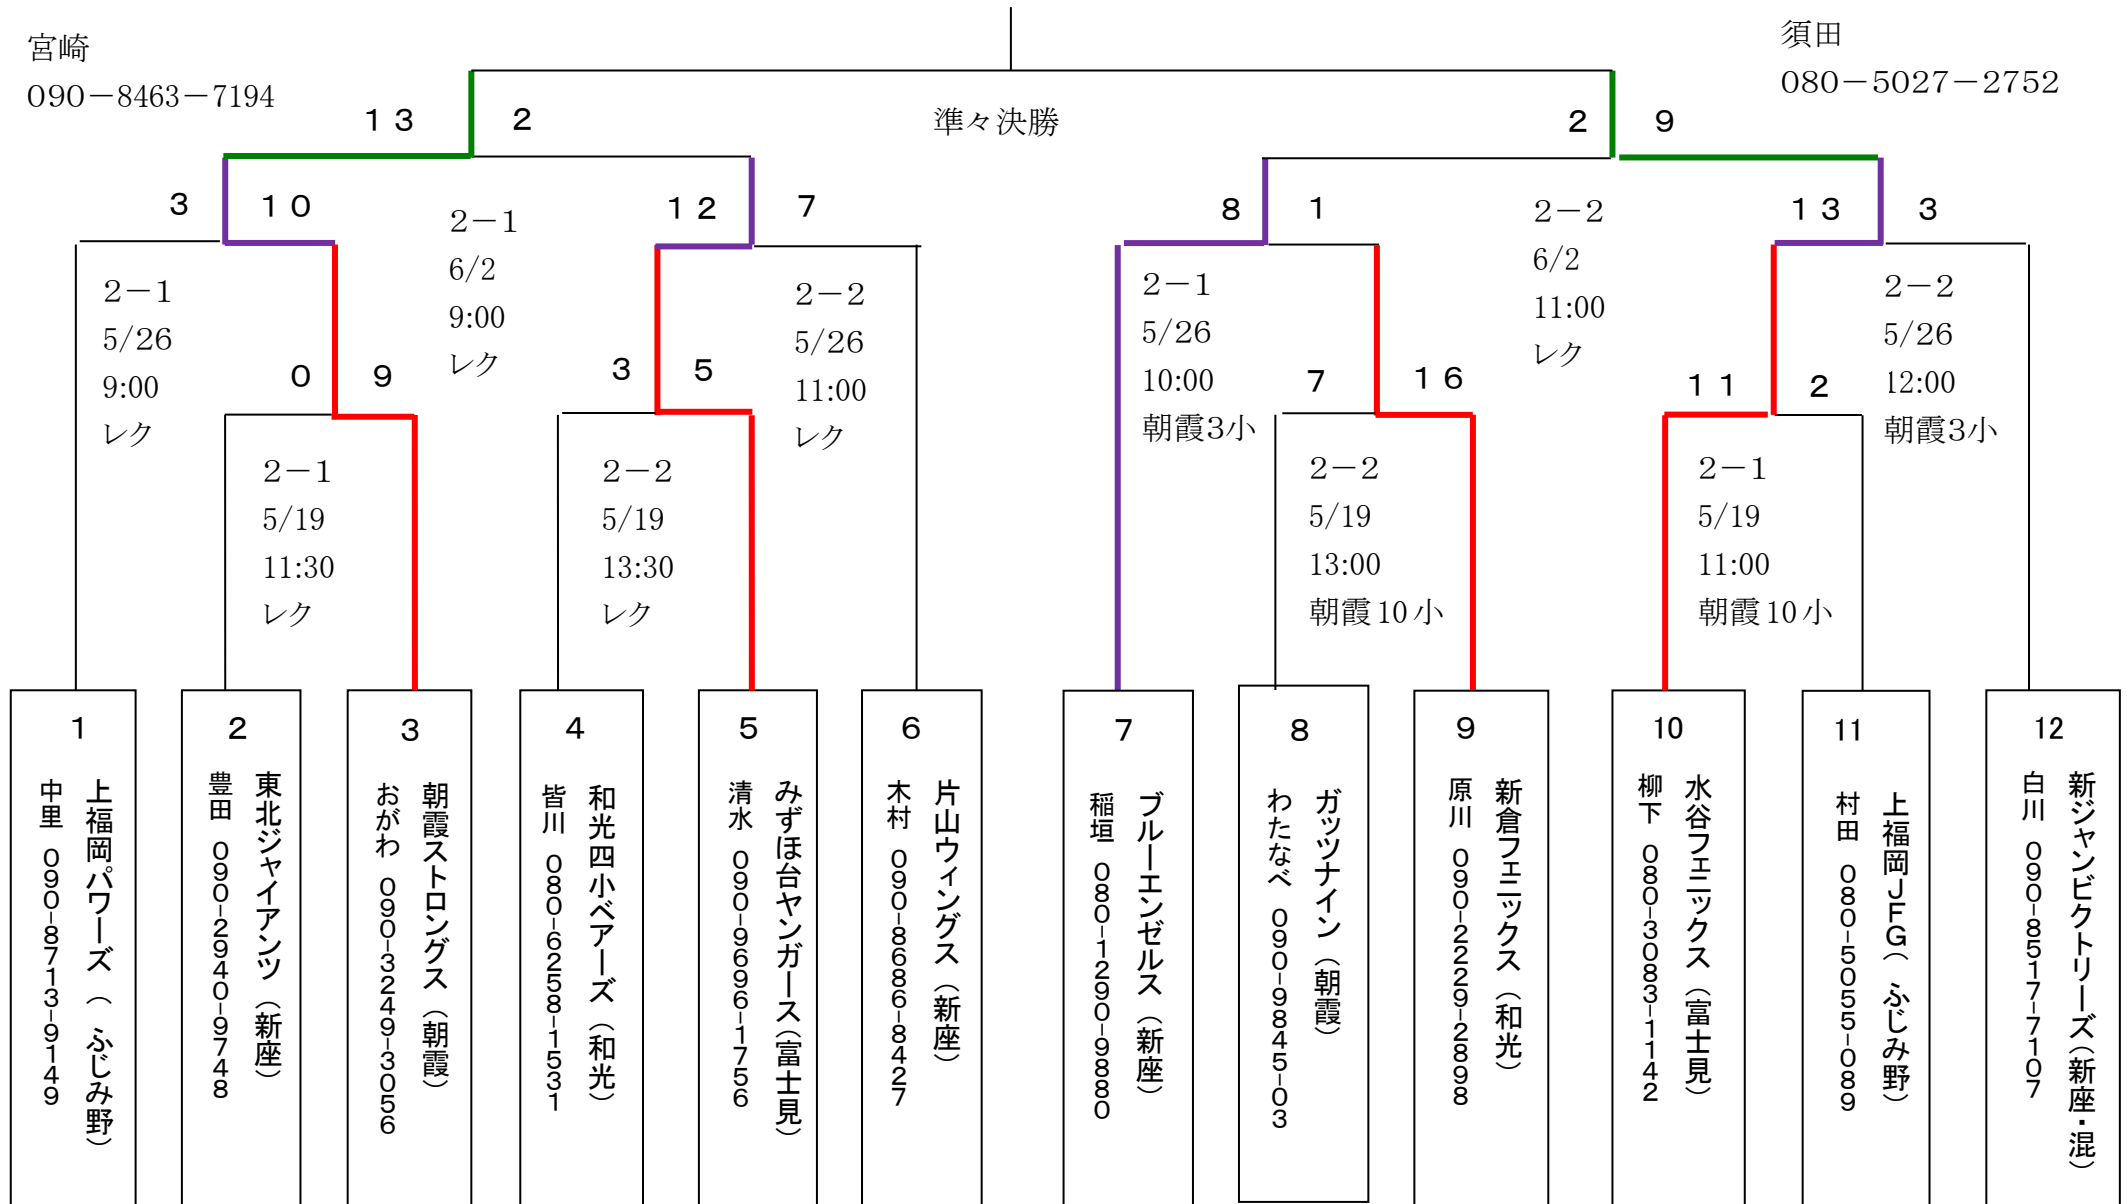 宮崎
090－8463－7194
須田
080－5027－2752
準々決勝
１３ ２
２ ９
３ １０
１２ ７
８ １
１３ ３
２－１
6/2
9:00
レク
２－２
6/2
11:00
レク
２－１
5/26
9:00
レク
２－２
5/26
11:00
レク
２－１
5/26
10:00
朝霞３小
２－２
5/26
12:00
朝霞３小
０ ９
３ ５
７ １６
１１ ２
２－１
5/19
11:30
レク
２－２
5/19
13:30
レク
２－２
5/19
13:00
朝霞10小
２－１
5/19
11:00
朝霞10小
１
上福岡パワーズ（ ふじみ野）
中里 ０９０-８７１３-９１４９
２
東北ジャイアンツ（新座）
豊田 ０９０-２９４０-９７４８
３
朝霞ストロングス（朝霞）
おがわ ０９０-３２４９-３０５６
４
和光四小ベアーズ（和光）
皆川 ０８０-６２５８-１５３１
５
みずほ台ヤンガース（富士見）
清水 ０９０-９６９６-１７５６
６
片山ウィングス（新座）
木村 ０９０-８６８６-８４２７
７
ブルーエンゼルス（新座）
稲垣 ０８０-１２９０-９８８０
８
ガッツナイン（朝霞）
わたなべ ０９０-９８４５-０３
９
新倉フェニックス（和光）
原川 ０９０-２２２９-２８９８
10
水谷フェニックス（富士見）
柳下 ０８０-３０８３-１１４２
11
上福岡ＪＦＧ（ ふじみ野）
村田 ０８０-５０５５-０８９
12
新ジャンビクトリーズ（新座・混）
白川 ０９０-８５１７-７１０７